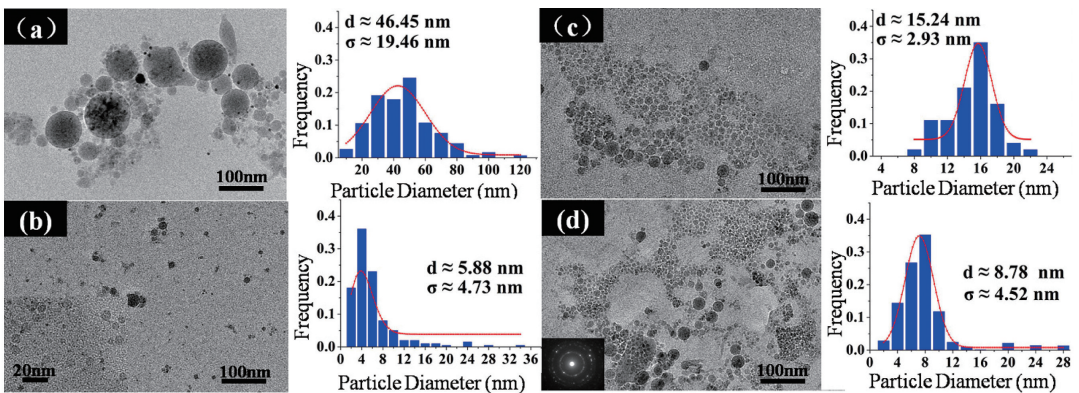 (a)
100nm
d ≈ 46.45 nm
σ ≈ 19.46 nm
Frequency
0.4
0.3
0.2
0.1
0.0
20 40 60 80 100 120
Particle Diameter (nm)
(c)
100nm
d ≈ 15.24 nm
σ ≈ 2.93 nm
Frequency
0.4
0.3
0.2
0.1
0.0
4 8 12 16 20 24
Particle Diameter (nm)
(b)
20nm
100nm
d ≈ 5.88 nm
σ ≈ 4.73 nm
Frequency
0.4
0.3
0.2
0.1
0.0
4 8 12 16 20 24 28 32 36
Particle Diameter (nm)
(d)
100nm
d ≈ 8.78 nm
σ ≈ 4.52 nm
Frequency
0.4
0.3
0.2
0.1
0.0
0 4 8 12 16 20 24 28
Particle Diameter (nm)